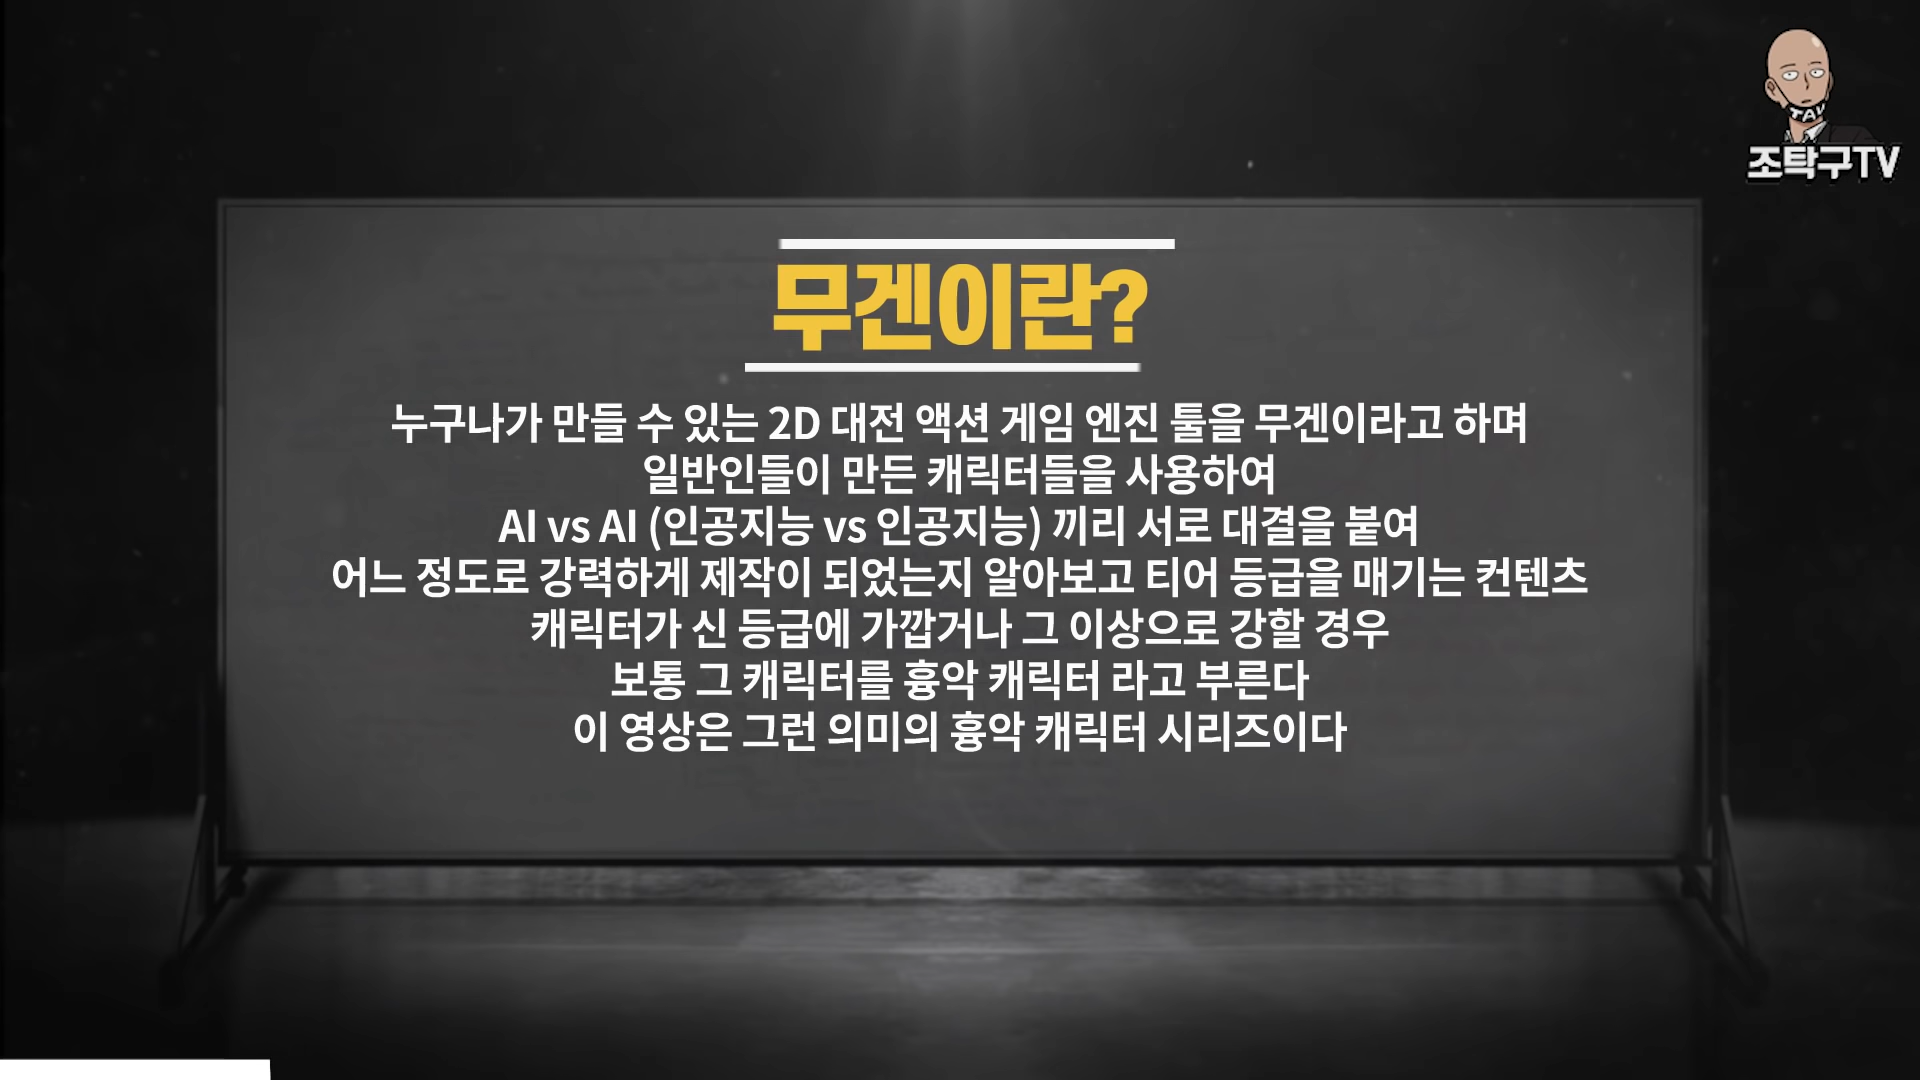 TAK
조탁구TV
무겐이란?
누구나가 만들 수 있는 2D 대전 액션 게임 엔진 툴을 무겐이라고 하며
일반인들이 만든 캐릭터들을 사용하여
AI vs AI (인공지능 vs 인공지능) 끼리 서로 대결을 붙여
어느 정도로 강력하게 제작이 되었는지 알아보고 티어 등급을 매기는 컨텐츠
캐릭터가 신 등급에 가깝거나 그 이상으로 강할 경우
보통 그 캐릭터를 흉악 캐릭터 라고 부른다
이 영상은 그런 의미의 흉악 캐릭터 시리즈이다